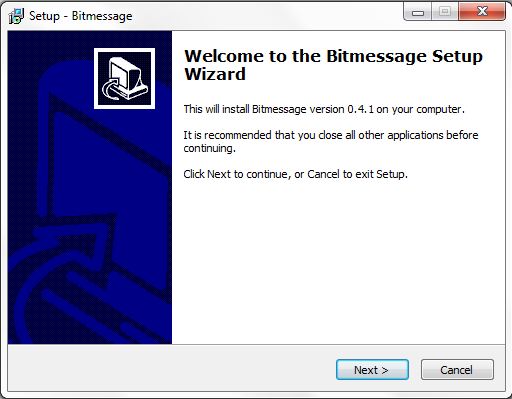 Setup - Bitmessage
Welcome to the Bitmessage Setup
Wizard
This will install Bitmessage version 0.4.1 on your computer.
It is recommended that you close all other applications before
continuing.
Click Next to continue, or Cancel to exit Setup.
Next >
Cancel